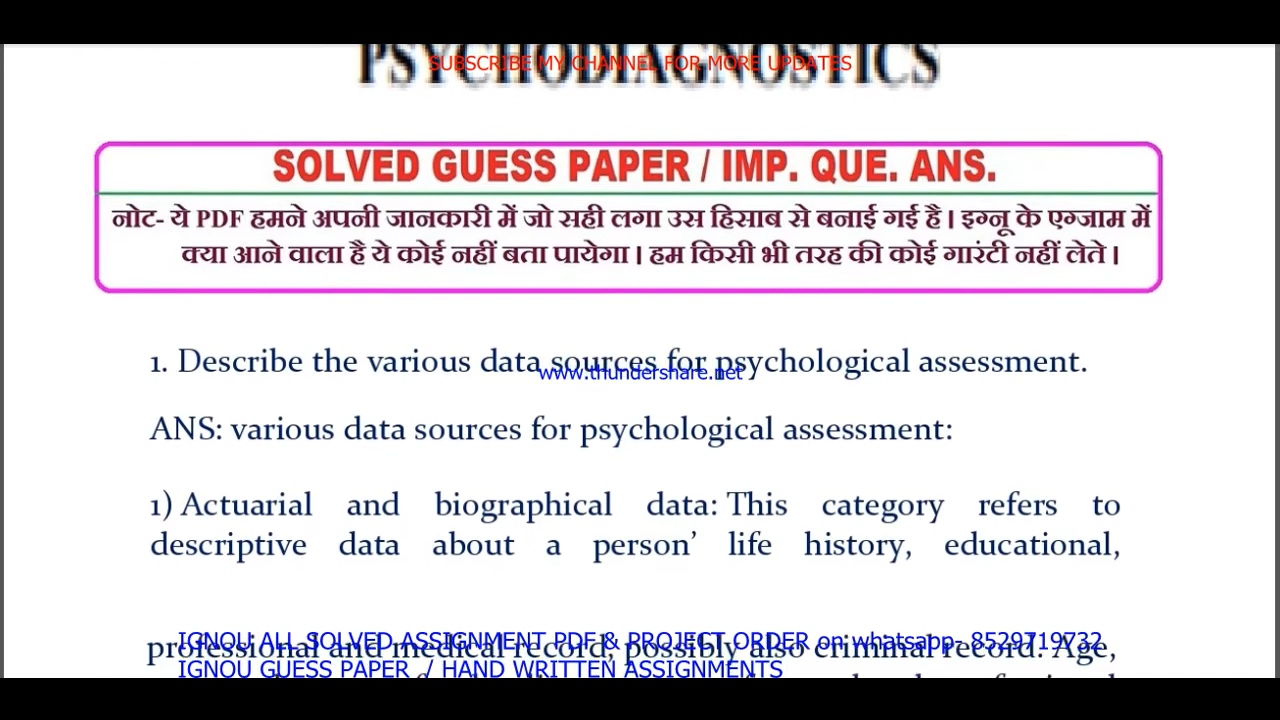 PSYCHODIAGNOSTICS
SUBSCRIBE MY CHANNEL FOR MORE UPDATES
SOLVED GUESS PAPER / IMP. QUE. ANS.
नोट- ये PDF हमने अपनी जानकारी में जो सही लगा उस हिसाब से बनाई गई है। इग्नू के एग्जाम में
क्या आने वाला है ये कोई नहीं बता पायेगा। हम किसी भी तरह की कोई गारंटी नहीं लेते।
1. Describe the various data sources for psychological assessment.
www.thundershare.net
ANS: various data sources for psychological assessment:
1) Actuarial and biographical data: This category refers to
descriptive data about a person’ life history, educational,
IGNOU ALL SOLVED ASSIGNMENT PDF & PROJECT ORDER on whatsapp- 8529719732
professional and medical record, possibly also criminal record. Age,
IGNOU GUESS PAPER / HAND WRITTEN ASSIGNMENTS